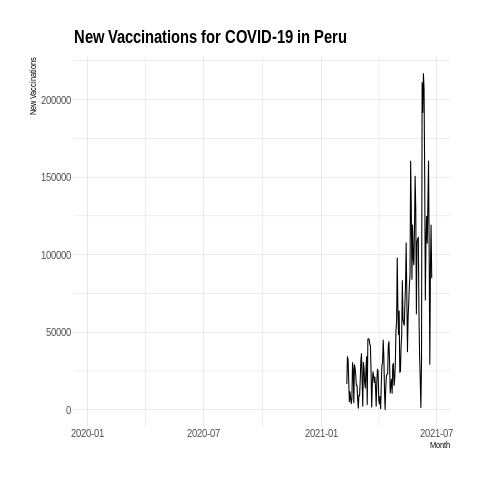 New Vaccinations for COVID-19 in Peru
New Vaccinations
200000
150000
100000
50000
0
2020-01 2020-07 2021-01 2021-07
Month